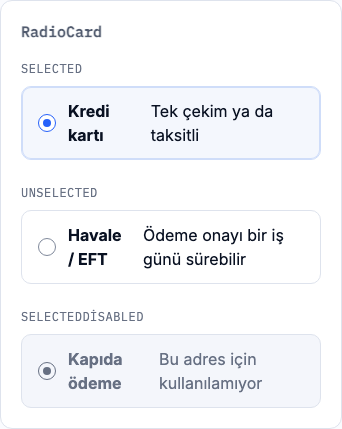 RadioCard
SELECTED
Kredi kartı
Tek çekim ya da taksitli
UNSELECTED
Havale / EFT
Ödeme onayı bir iş günü sürebilir
SELECTEDDİSABLED
Kapıda ödeme
Bu adres için kullanılamıyor